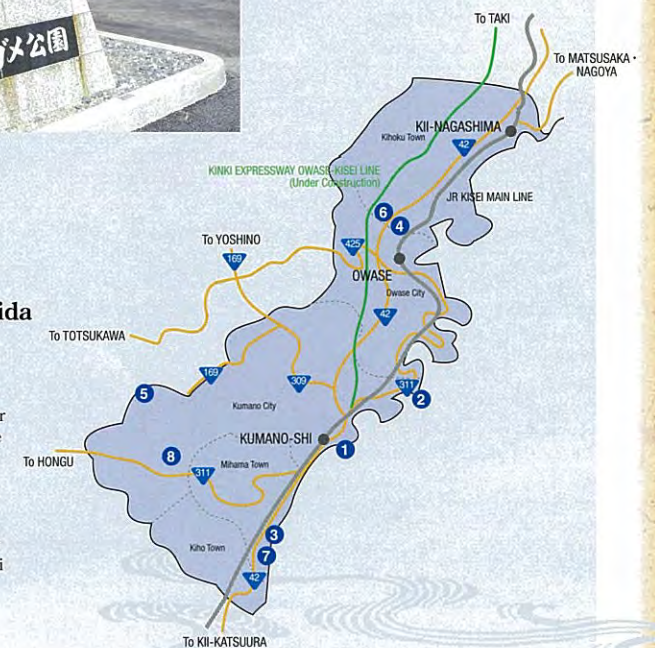 ブメ公園
To TAKI
To MATSUSAKA・
NAGOYA
KII-NAGASHIMA
Kihoku Town
42
KINKI EXPRESSWAY OWASE-KISEI LINE
(Under Construction)
JR KISEI MAIN LINE
6
4
To YOSHINO
425
169
OWASE
Owase City
ida
42
To TOTSUKAWA
169
309
311
5
2
Kumano City
r
KUMANO-SHI
1
8
To HONGU
311
Mihama Town
3
Kiho Town
7
i
42
To KII-KATSUURA